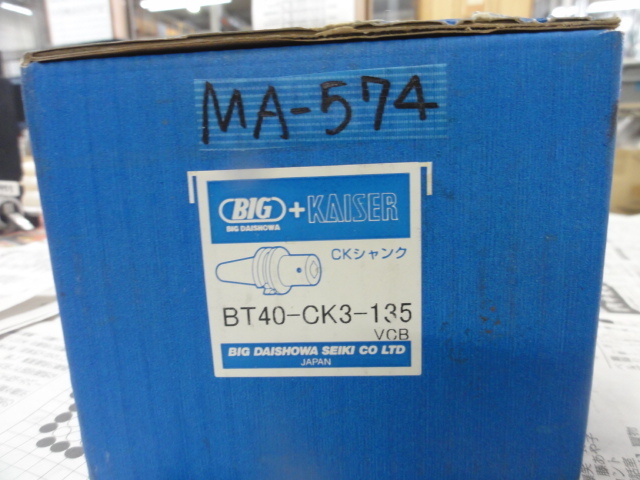 MA-574
BIG + KAISER
BIG DAISHOWA
CKシャンク
BT40-CK3-135
VCB
BIG DAISHOWA SEIKI CO LTD
JAPAN